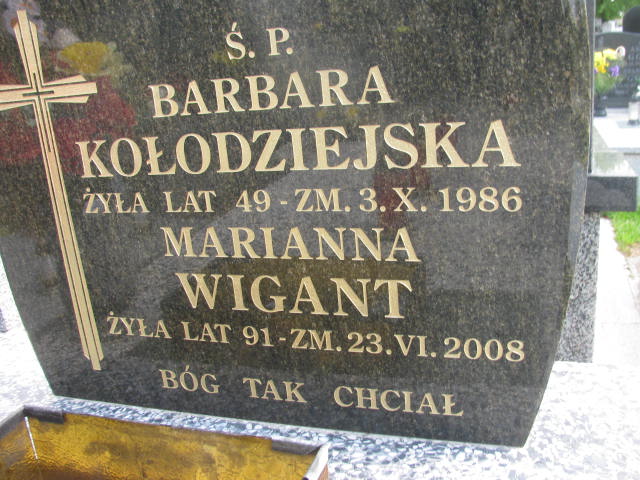 Ś. P.
BARBARA
KOŁODZIEJSKA
ŻYŁA LAT 49 - ZM. 3. X. 1986
MARIANNA
WIGANT
ŻYŁA LAT 91 - ZM. 23. VI. 2008
BÓG TAK CHCIAŁ